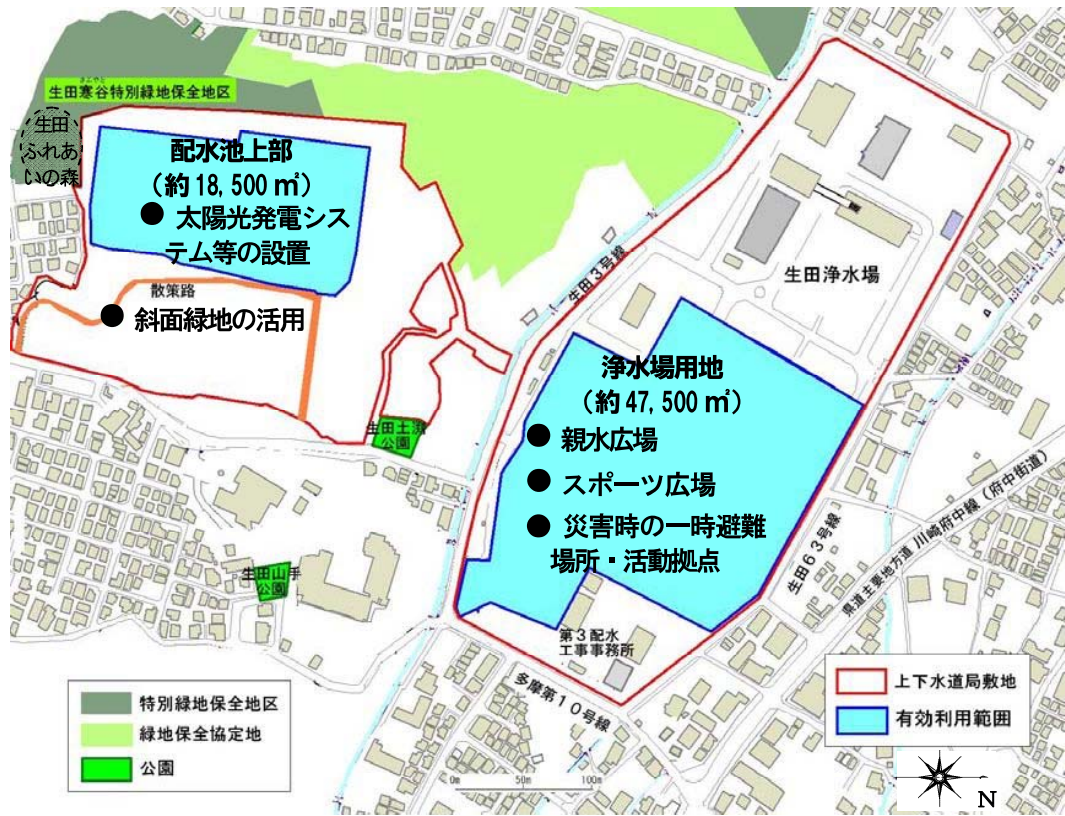 さぶやと
生田寒谷特別緑地保全地区
生田
ふれあ
いの森
配水池上部
（約18,500㎡）
● 太陽光発電シス
テム等の設置
散策路
● 斜面緑地の活用
生田土淵
公園
生田山手
公園
生田3号線
生田浄水場
浄水場用地
（約47,500㎡）
● 親水広場
● スポーツ広場
● 災害時の一時避難
場所・活動拠点
第3配水
工事事務所
多摩第10号線
生田63号線
県道主要地方道 川崎府中線（府中街道）
特別緑地保全地区
緑地保全協定地
公園
0m 50m 100m
上下水道局敷地
有効利用範囲
N